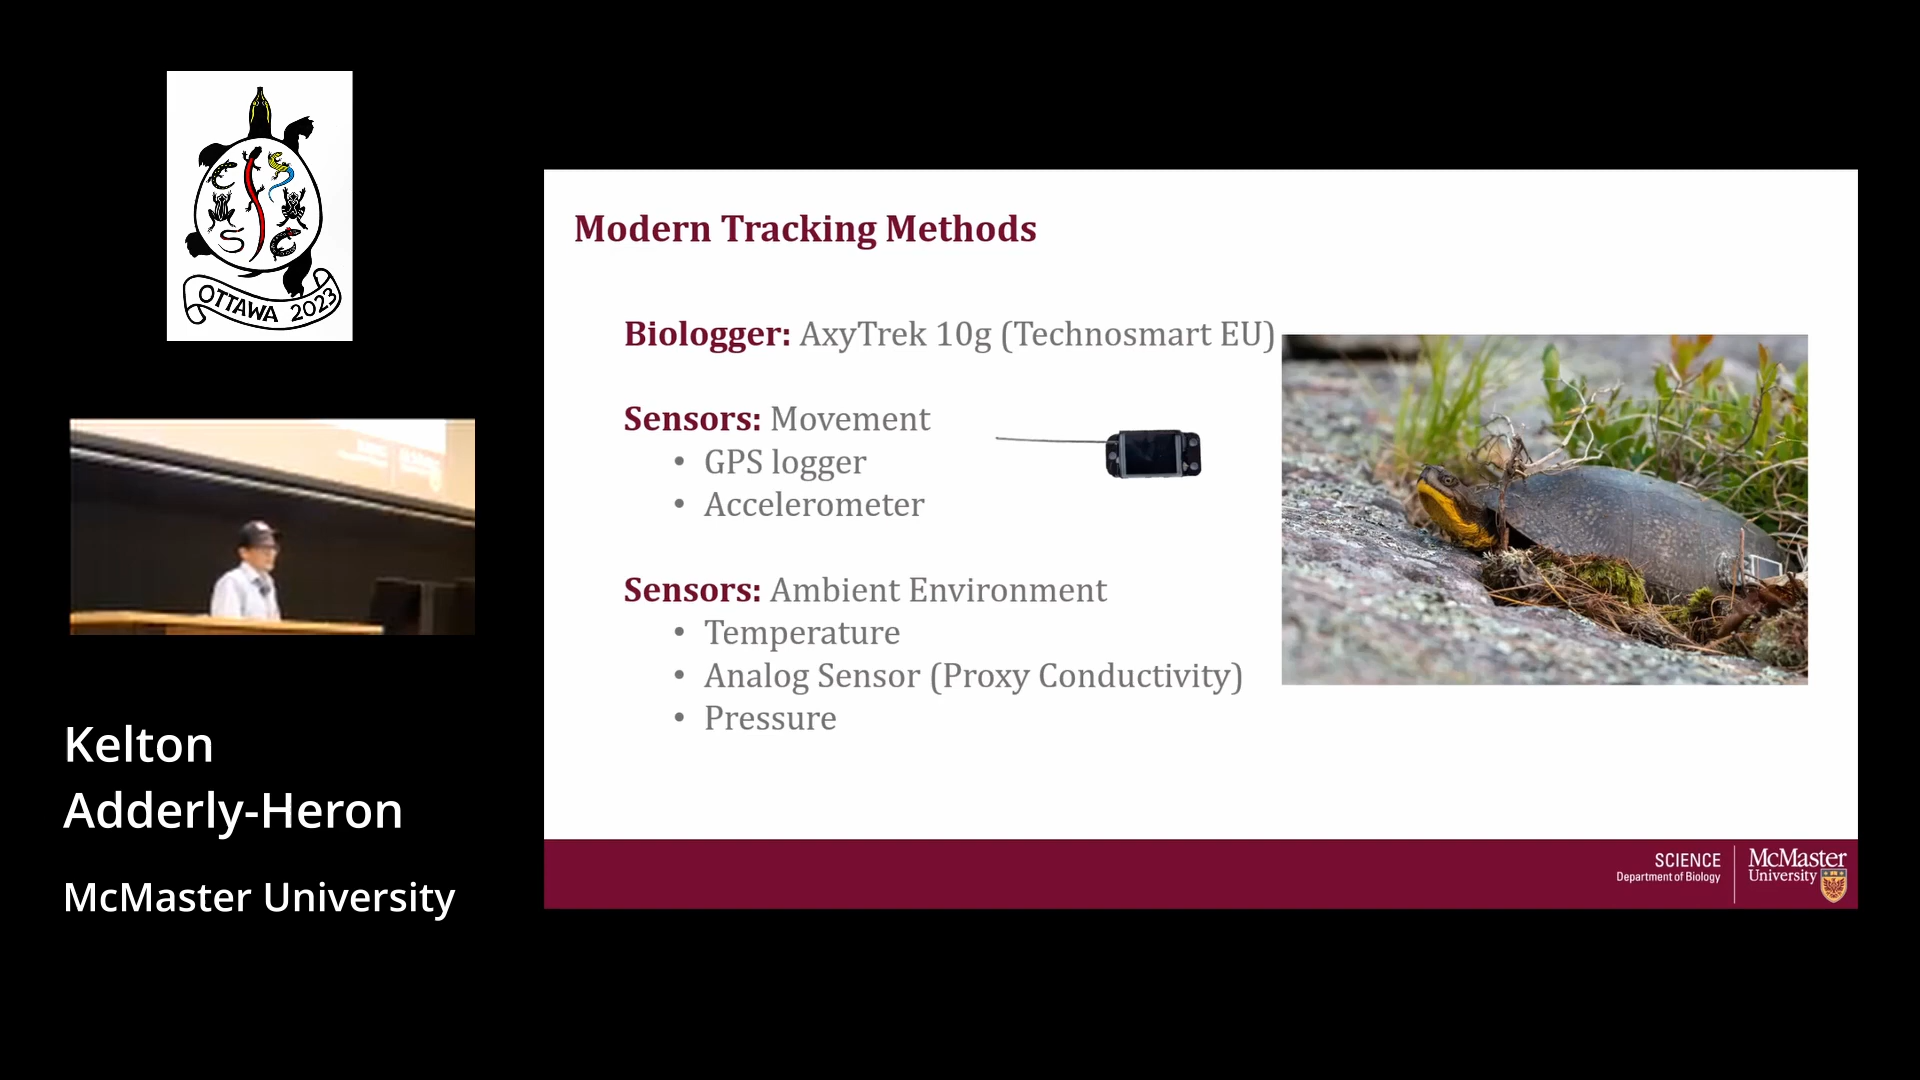 OTTAWA 2023
Kelton
Adderly-Heron
McMaster University
Modern Tracking Methods
Biologger: AxyTrek 10g (Technosmart EU)
Sensors: Movement
• GPS logger
• Accelerometer
Sensors: Ambient Environment
• Temperature
• Analog Sensor (Proxy Conductivity)
• Pressure
SCIENCE
Department of Biology
McMaster
University